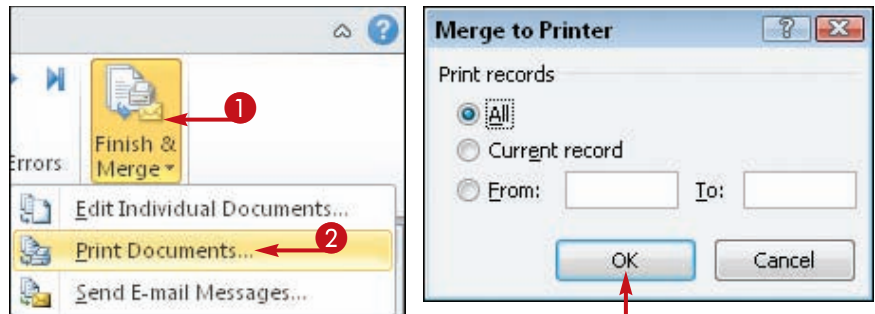 Errors
Finish &
Merge
1
Edit Individual Documents...
Print Documents...
2
Send E-mail Messages...
Merge to Printer
Print records
All
Current record
From:
To:
OK
Cancel